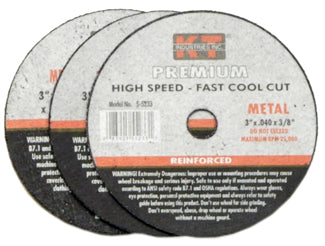 KT
INDUSTRIES INC.
PREMIUM
HIGH SPEED - FAST COOL CUT
Model No. 5-5233
METAL
3" x .040 x 3/8"
DO NOT EXCEED
MAXIMUM RPM 25,000
REINFORCED
WARNING! Extremely Dangerous: Improper use or mounting procedures may cause
wheel breakage and serious injury. Safe to use only if mounted and operated
according to ANSI safety code B7.1 and OSHA regulations. Always wear gloves,
eye protection, personal protective equipment and always refer to safety
guide before using this product. Don't use wheel for side grinding.
Don't overspeed, abuse, drop wheel or operate wheel
without a machine guard.
3"
3"